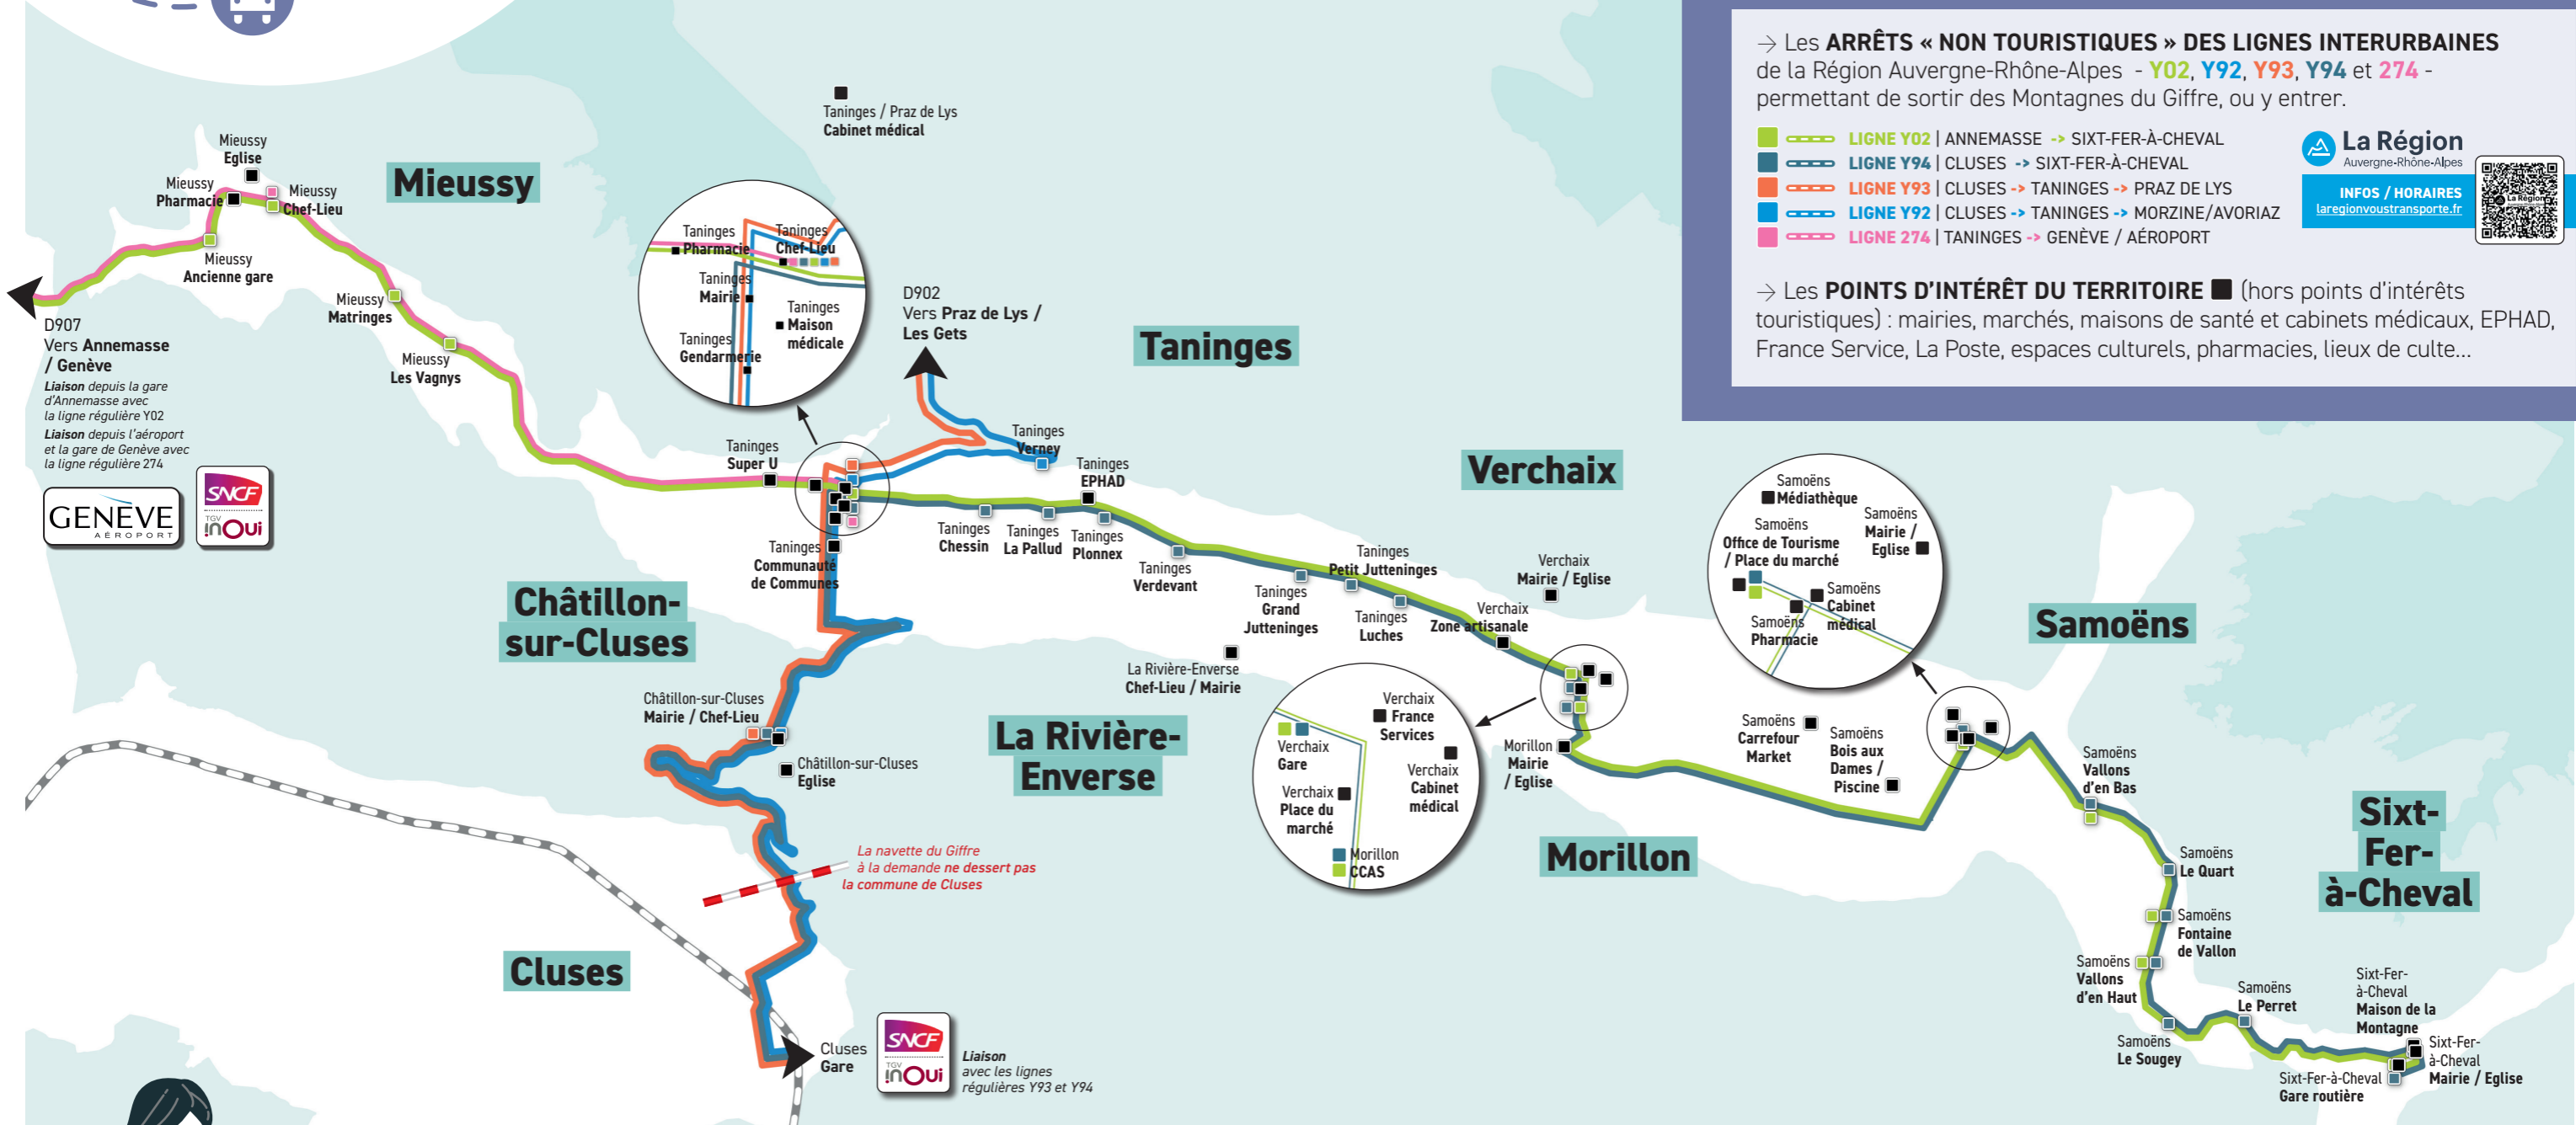 → Les ARRÊTS « NON TOURISTIQUES » DES LIGNES INTERURBAINES
de la Région Auvergne-Rhône-Alpes - Y02, Y92, Y93, Y94 et 274 -
permettant de sortir des Montagnes du Giffre, ou y entrer.
LIGNE Y02 | ANNEMASSE -> SIXT-FER-À-CHEVAL
LIGNE Y94 | CLUSES -> SIXT-FER-À-CHEVAL
LIGNE Y93 | CLUSES -> TANINGES -> PRAZ DE LYS
LIGNE Y92 | CLUSES -> TANINGES -> MORZINE/AVORIAZ
LIGNE 274 | TANINGES -> GENÈVE / AÉROPORT
La Région
Auvergne-Rhône-Alpes
INFOS / HORAIRES
laregionvoustransporte.fr
La Région
→ Les POINTS D'INTÉRÊT DU TERRITOIRE (hors points d'intérêts
touristiques) : mairies, marchés, maisons de santé et cabinets médicaux, EPHAD,
France Service, La Poste, espaces culturels, pharmacies, lieux de culte...
Taninges / Praz de Lys
Cabinet médical
Mieussy
Eglise
Mieussy
Pharmacie
Mieussy
Chef-Lieu
Mieussy
Mieussy
Ancienne gare
Mieussy
Matringes
Mieussy
Les Vagnys
D907
Vers Annemasse
/ Genève
Liaison depuis la gare
d'Annemasse avec
la ligne régulière Y02
Liaison depuis l'aéroport
et la gare de Genève avec
la ligne régulière 274
GENÈVE
AÉROPORT
SNCF
TGV
inOui
Taninges
Pharmacie
Taninges
Chef-Lieu
Taninges
Mairie
Taninges
Maison
médicale
Taninges
Gendarmerie
D902
Vers Praz de Lys /
Les Gets
Taninges
Taninges
Super U
Taninges
Verney
Taninges
EPHAD
Taninges
Chessin
Taninges
La Pallud
Taninges
Plonnex
Taninges
Communauté
de Communes
Taninges
Verdevant
Taninges
Grand
Jutteninges
Taninges
Petit Jutteninges
Taninges
Luches
Verchaix
Verchaix
Mairie / Eglise
Verchaix
Zone artisanale
Châtillon-
sur-Cluses
Châtillon-sur-Cluses
Mairie / Chef-Lieu
Châtillon-sur-Cluses
Eglise
La Rivière-Enverse
Chef-Lieu / Mairie
La Rivière-
Enverse
Verchaix
France
Services
Verchaix
Gare
Verchaix
Cabinet
médical
Verchaix
Place du
marché
Morillon
CCAS
Morillon
Mairie
/ Eglise
Morillon
Samoëns
Médiathèque
Samoëns
Mairie /
Eglise
Samoëns
Office de Tourisme
/ Place du marché
Samoëns
Cabinet
médical
Samoëns
Pharmacie
Samoëns
Samoëns
Carrefour
Market
Samoëns
Bois aux
Dames /
Piscine
Samoëns
Vallons
d'en Bas
Samoëns
Le Quart
Samoëns
Fontaine
de Vallon
Samoëns
Vallons
d'en Haut
Samoëns
Le Sougey
Samoëns
Le Perret
Sixt-
Fer-
à-Cheval
Sixt-Fer-
à-Cheval
Maison de la
Montagne
Sixt-Fer-
à-Cheval
Mairie / Eglise
Sixt-Fer-à-Cheval
Gare routière
La navette du Giffre
à la demande ne dessert pas
la commune de Cluses
Cluses
Cluses
Gare
SNCF
TGV
inOui
Liaison
avec les lignes
régulières Y93 et Y94